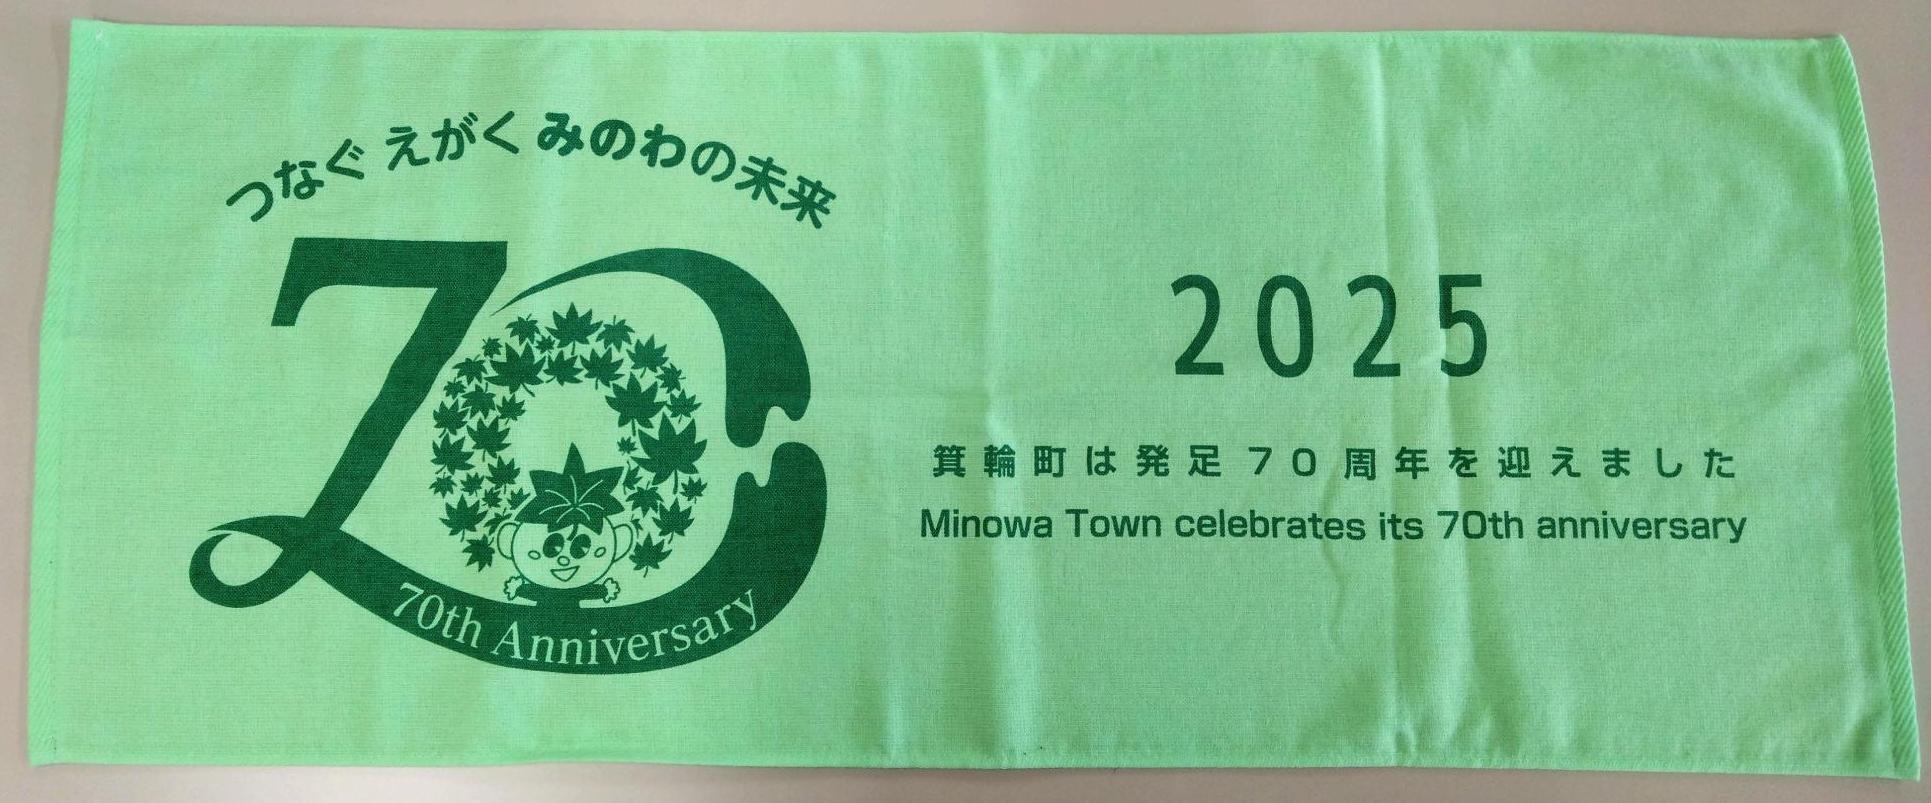 つなぐ えがく みのわの未来
70
70th Anniversary
2025
箕輪町は発足70周年を迎えました
Minowa Town celebrates its 70th anniversary